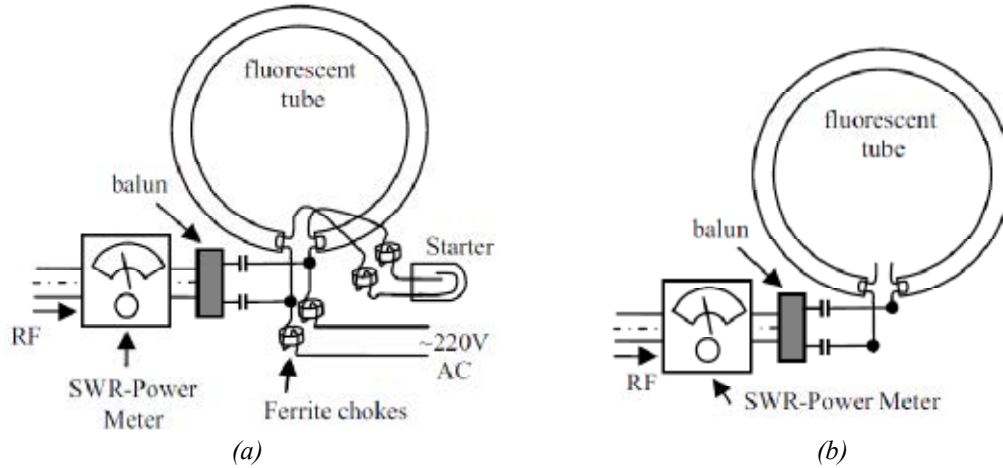 fluorescent
tube
balun
Starter
RF
~220V
AC
SWR-Power
Meter
Ferrite chokes
(a)
fluorescent
tube
balun
RF
SWR-Power Meter
(b)